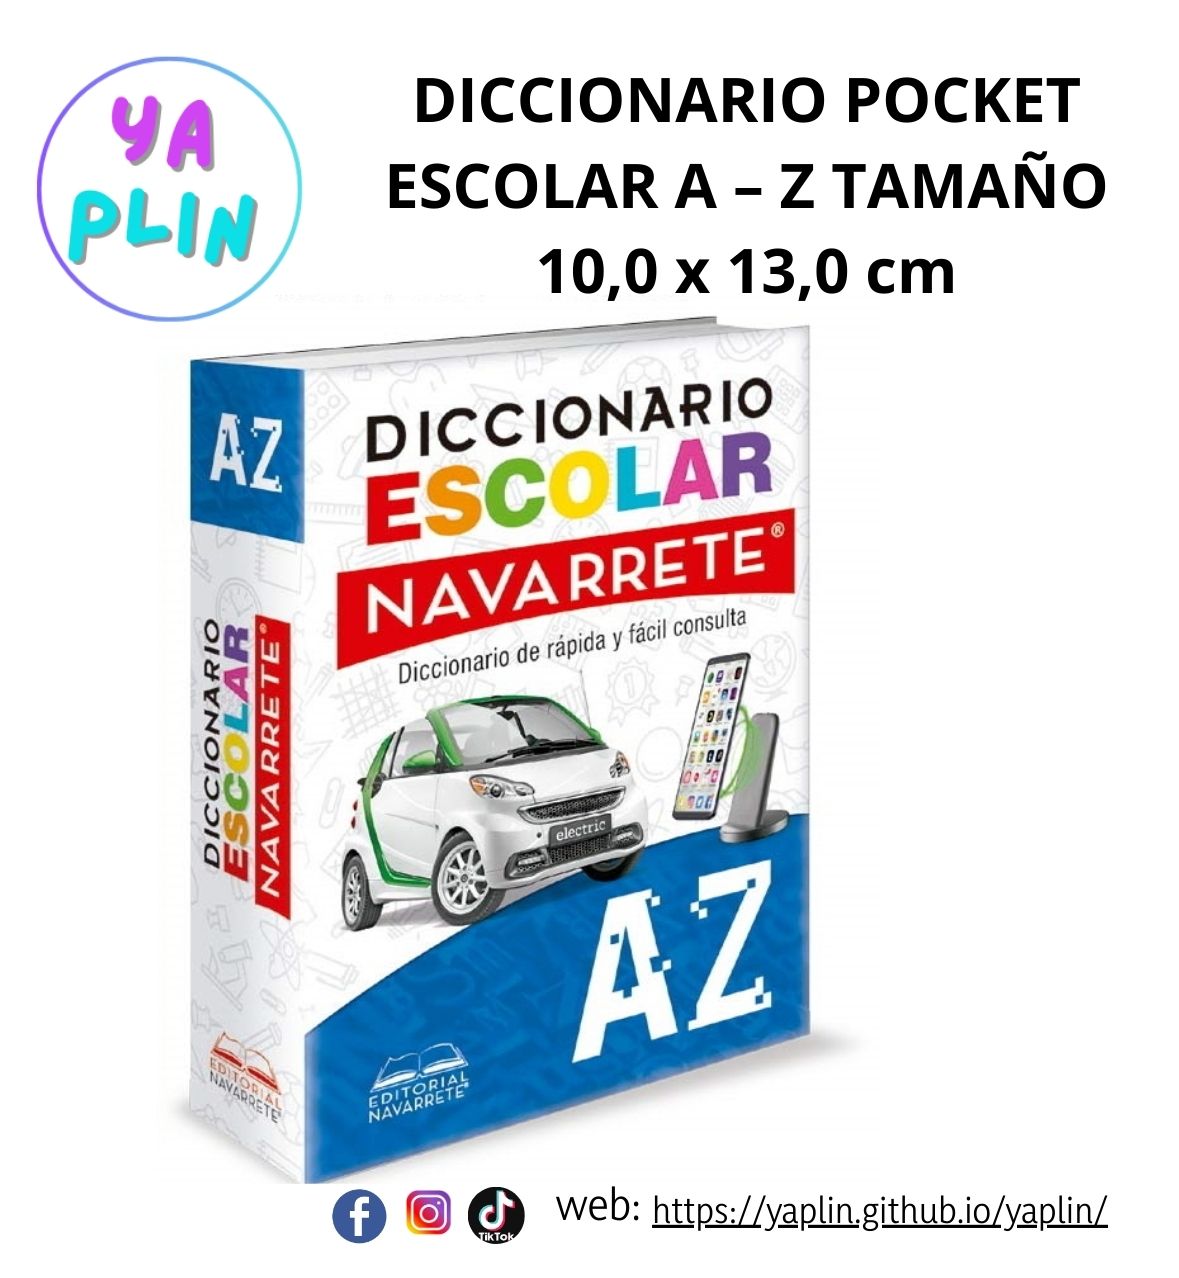 YA
PLIN
DICCIONARIO POCKET
ESCOLAR A – Z TAMAÑO
10,0 x 13,0 cm
AZ
DICCIONARIO
ESCOLAR
NAVARRETE®
EDITORIAL
NAVARRETE®
DICCIONARIO
ESCOLAR
NAVARRETE®
Diccionario de rápida y fácil consulta
electric
AZ
EDITORIAL
NAVARRETE®
TikTok
web: https://yaplin.github.io/yaplin/